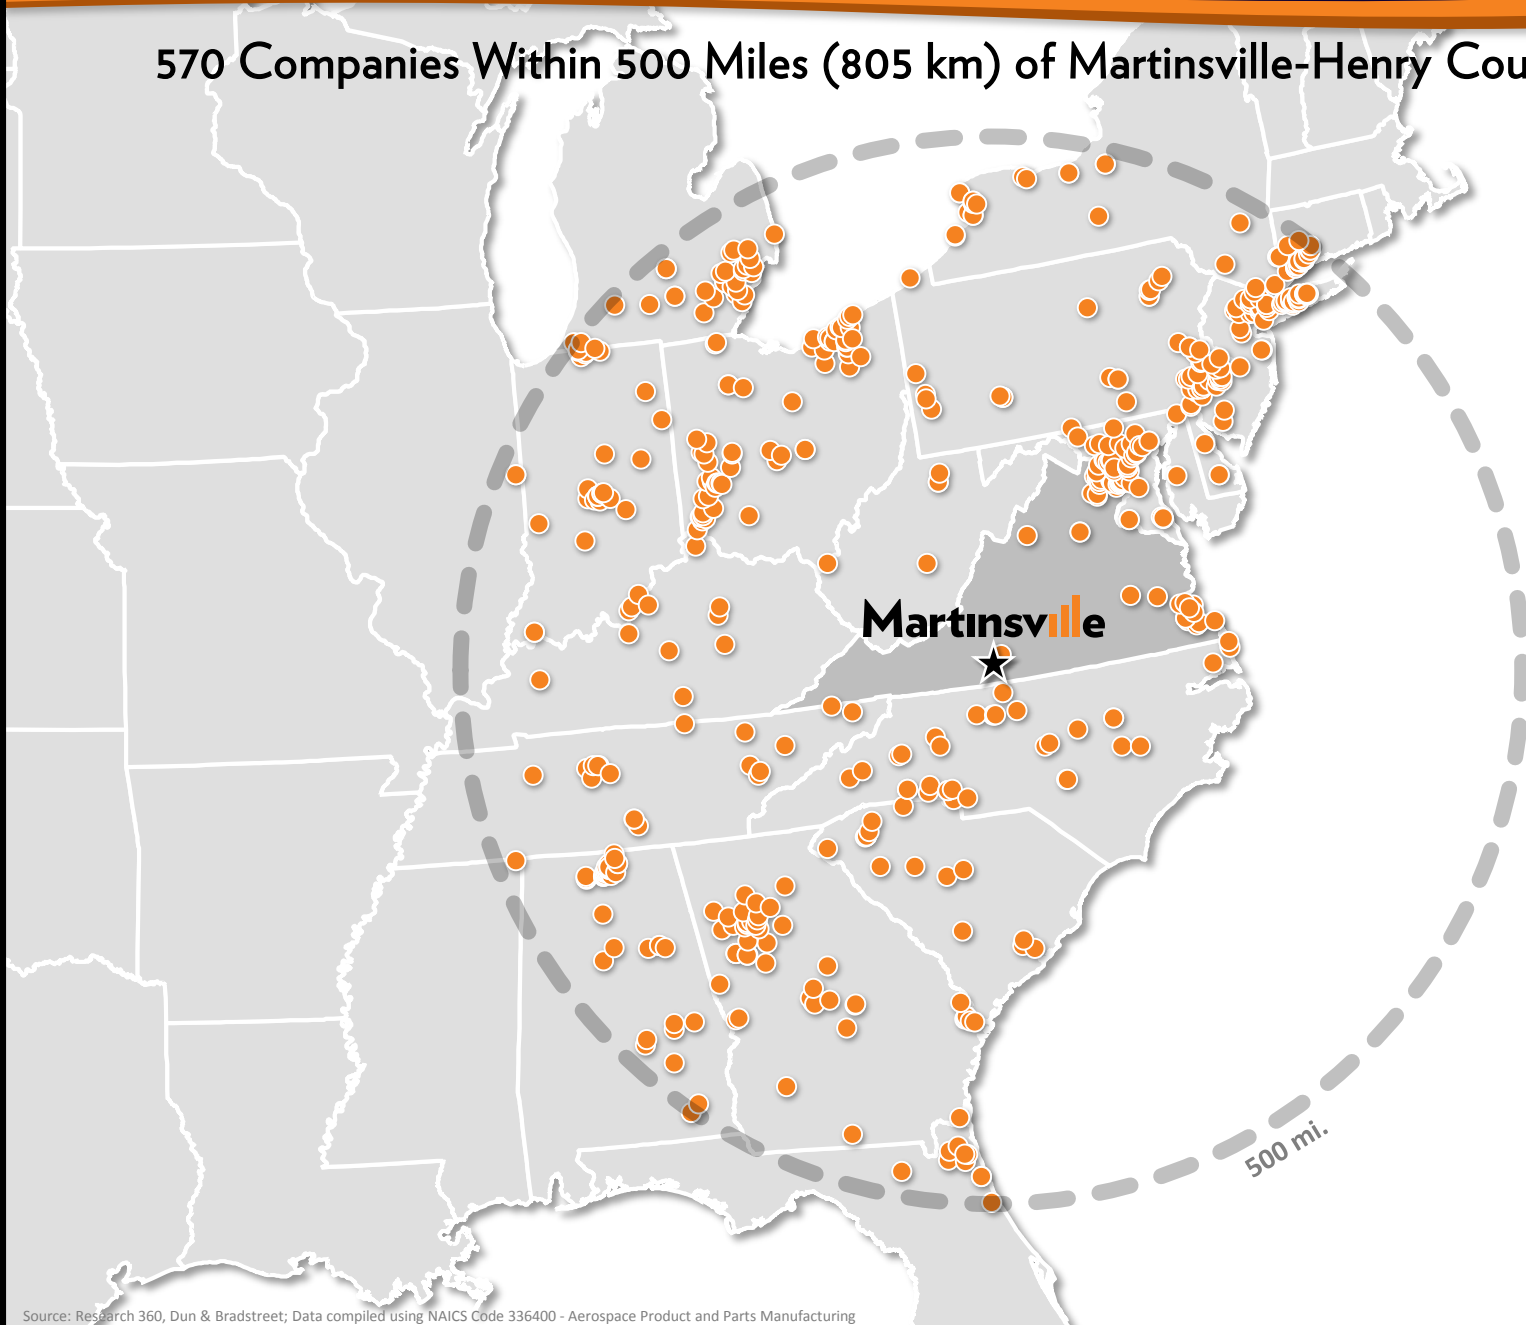 570 Companies Within 500 Miles (805 km) of Martinsville-Henry Cou
Martinsville
500 mi.
Source: Research 360, Dun & Bradstreet; Data compiled using NAICS Code 336400 - Aerospace Product and Parts Manufacturing